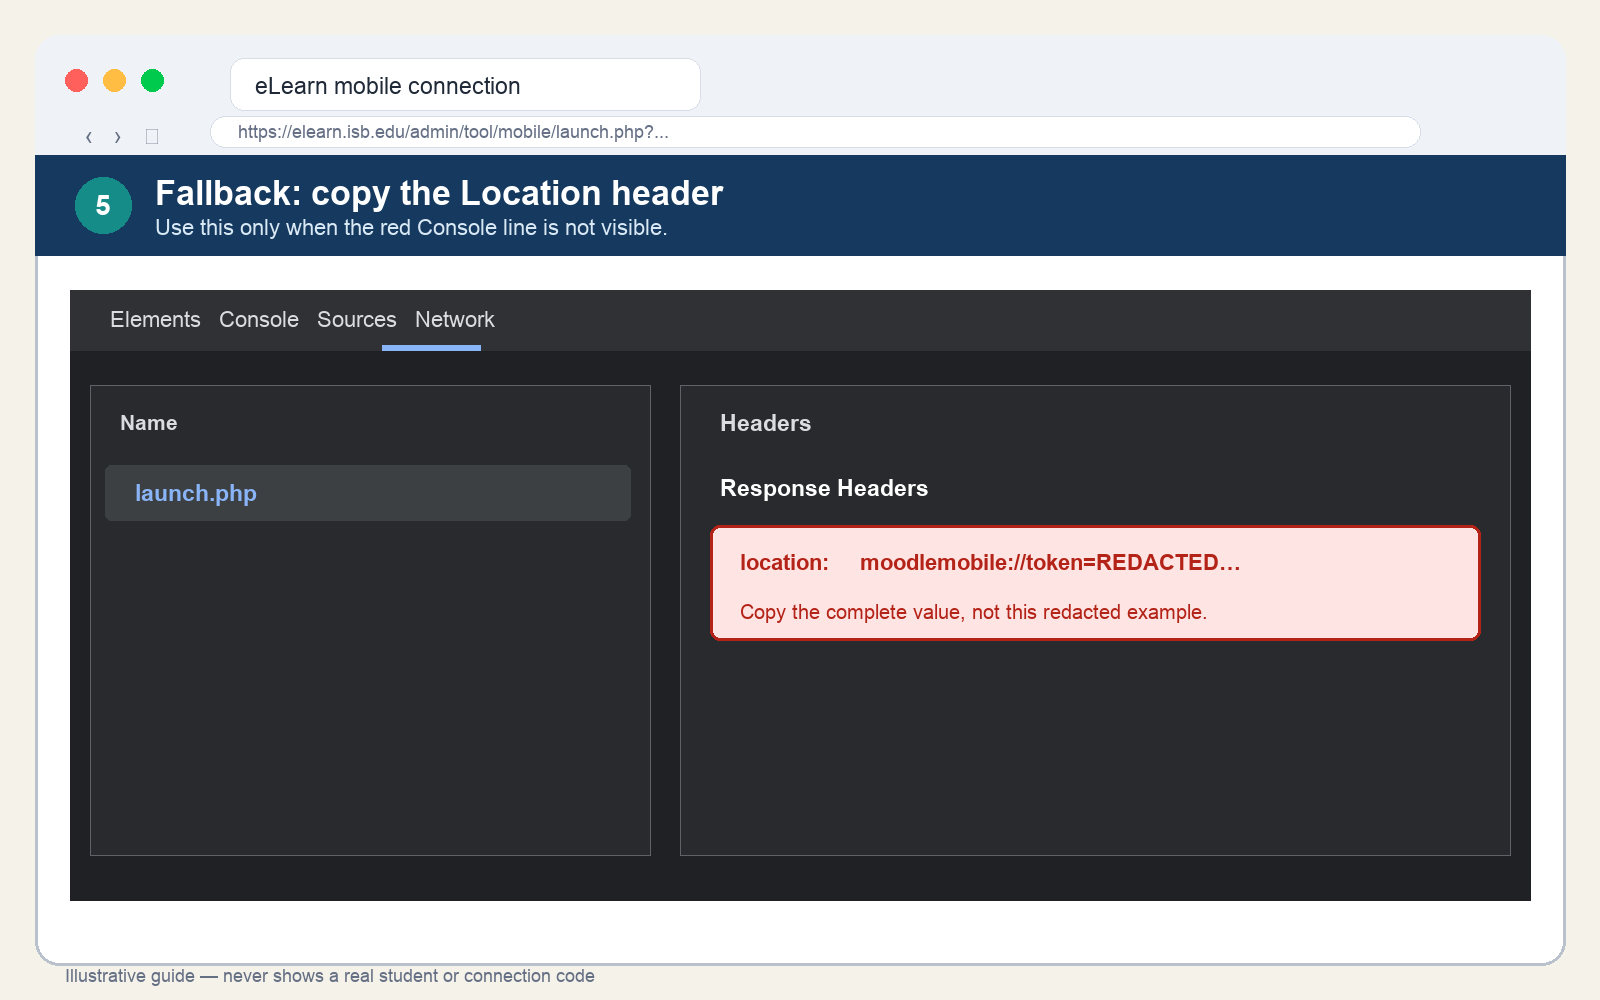 eLearn mobile connection
https://elearn.isb.edu/admin/tool/mobile/launch.php?...
5
Fallback: copy the Location header
Use this only when the red Console line is not visible.
Elements Console Sources Network
Name
launch.php
Headers
Response Headers
location: moodlemobile://token=REDACTED...
Copy the complete value, not this redacted example.
Illustrative guide — never shows a real student or connection code